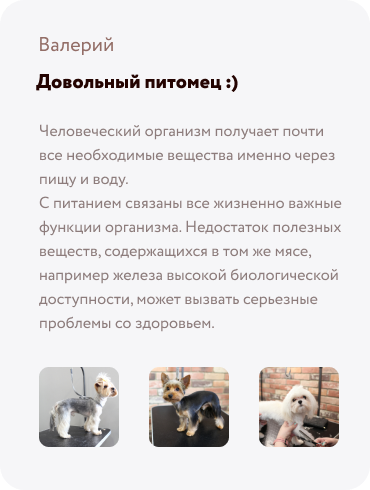 Валерий
Довольный питомец :)
Человеческий организм получает почти
все необходимые вещества именно через
пищу и воду.
С питанием связаны все жизненно важные
функции организма. Недостаток полезных
веществ, содержащихся в том же мясе,
например железа высокой биологической
доступности, может вызвать серьезные
проблемы со здоровьем.